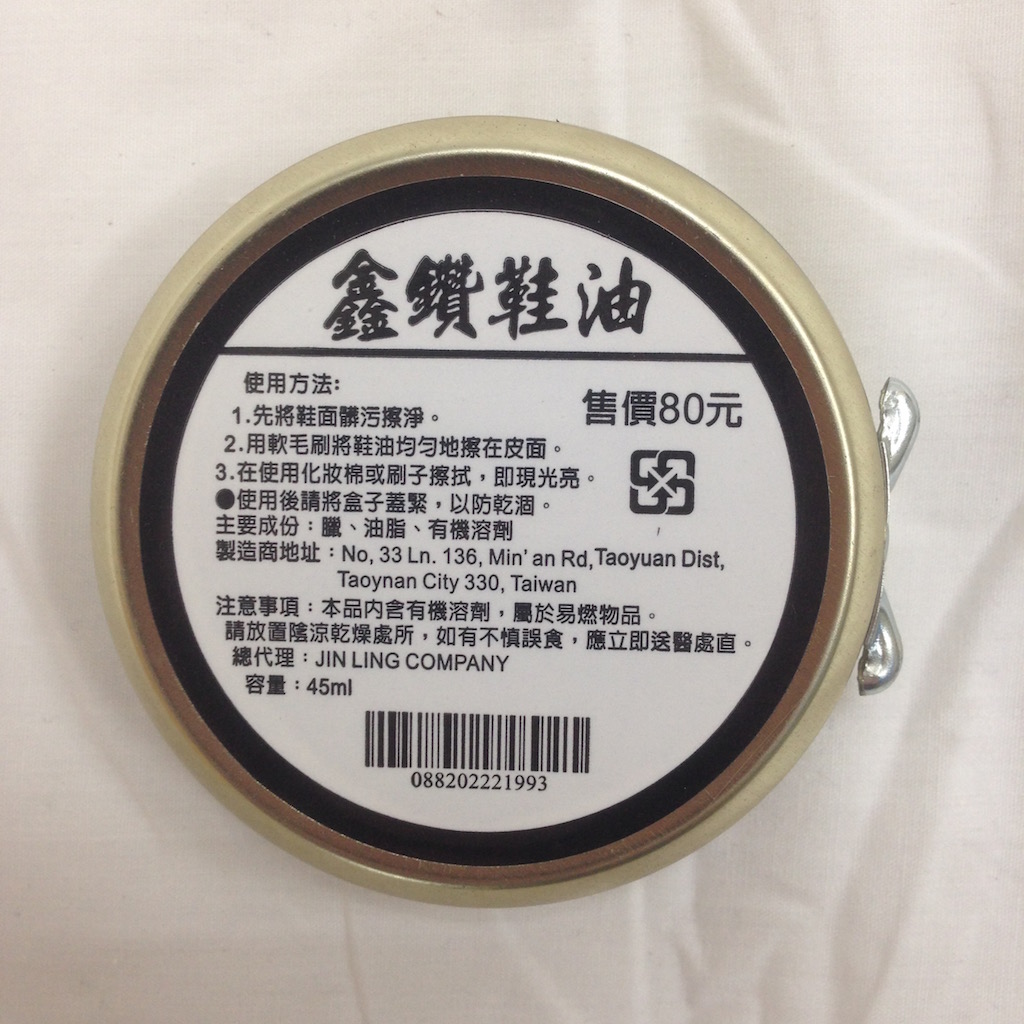 鑫鑽鞋油
使用方法:
售價80元
1.先將鞋面髒污擦淨。
2.用軟毛刷將鞋油均勻地擦在皮面。
3.在使用化妝棉或刷子擦拭，即現光亮。
●使用後請將盒子蓋緊，以防乾涸。
主要成份：臘、油脂、有機溶劑
製造商地址：No, 33 Ln. 136, Min' an Rd,Taoyuan Dist,
Taoynan City 330, Taiwan
注意事項：本品内含有機溶劑，屬於易燃物品。
請放置陰涼乾燥處所，如有不慎誤食，應立即送醫處直。
總代理：JIN LING COMPANY
容量：45ml
088202221993